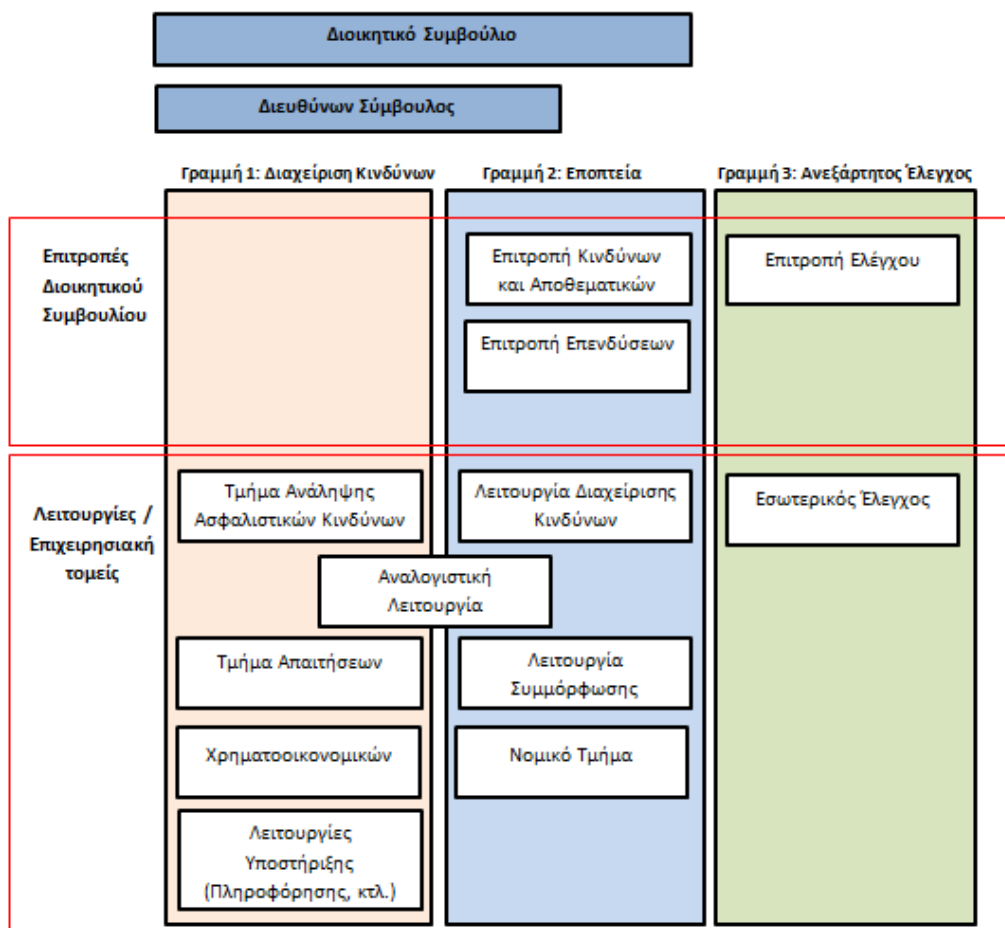 Διοικητικό Συμβούλιο
Διευθύνων Σύμβουλος
Γραμμή 1: Διαχείριση Κινδύνων
Γραμμή 2: Εποπτεία
Γραμμή 3: Ανεξάρτητος Έλεγχος
Επιτροπές
Διοικητικού
Συμβουλίου
Επιτροπή Κινδύνων
και Αποθεματικών
Επιτροπή Ελέγχου
Επιτροπή Επενδύσεων
Λειτουργίες /
Επιχειρησιακή
τομείς
Τμήμα Ανάληψης
Ασφαλιστικών Κινδύνων
Λειτουργία Διαχείρισης
Κινδύνων
Εσωτερικός Έλεγχος
Αναλογιστική
Λειτουργία
Τμήμα Απαιτήσεων
Λειτουργία
Συμμόρφωσης
Χρηματοοικονομικών
Νομικό Τμήμα
Λειτουργίες
Υποστήριξης
(Πληροφόρησης, κτλ.)